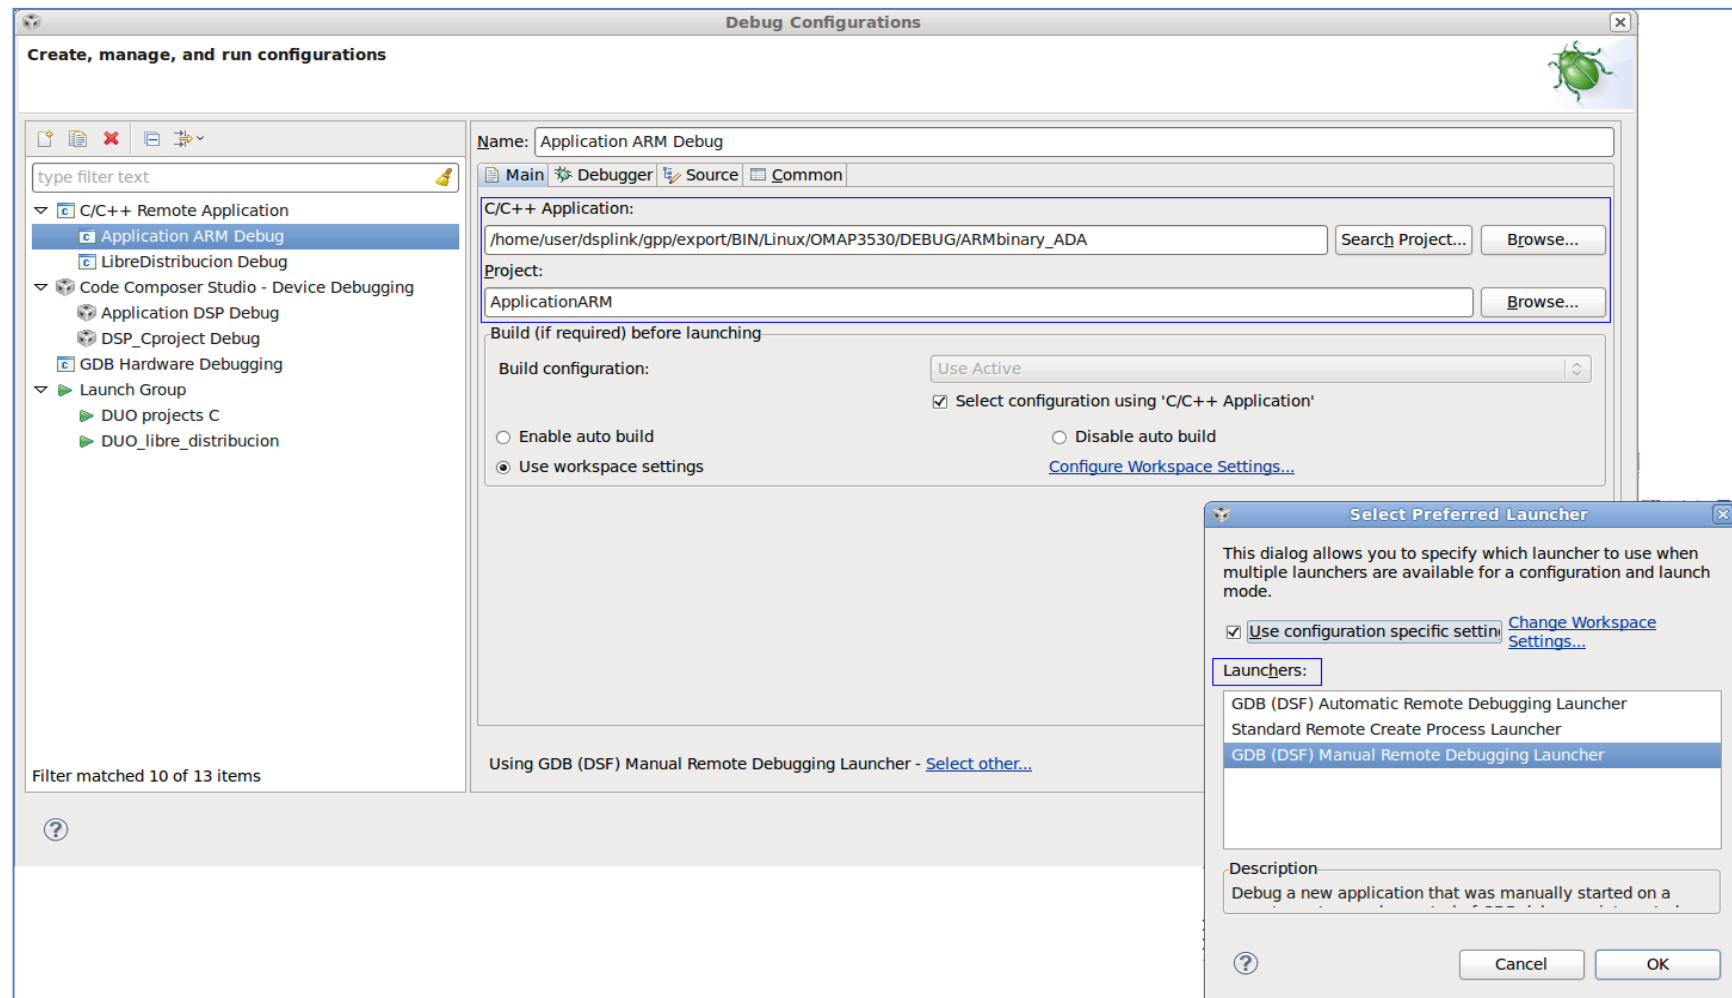 Debug Configurations
Create, manage, and run configurations
type filter text
C/C++ Remote Application
Application ARM Debug
LibreDistribucion Debug
Code Composer Studio - Device Debugging
Application DSP Debug
DSP_Cproject Debug
GDB Hardware Debugging
Launch Group
DUO projects C
DUO_libre_distribucion
Filter matched 10 of 13 items
Name: Application ARM Debug
Main Debugger Source Common
C/C++ Application:
/home/user/dsplink/gpp/export/BIN/Linux/OMAP3530/DEBUG/ARMbinary_ADA Search Project... Browse...
Project:
ApplicationARM Browse...
Build (if required) before launching
Build configuration: Use Active
Select configuration using 'C/C++ Application'
Enable auto build Disable auto build
Use workspace settings Configure Workspace Settings...
Using GDB (DSF) Manual Remote Debugging Launcher - Select other...
Select Preferred Launcher
This dialog allows you to specify which launcher to use when
multiple launchers are available for a configuration and launch
mode.
Use configuration specific settin Change Workspace
Settings...
Launchers:
GDB (DSF) Automatic Remote Debugging Launcher
Standard Remote Create Process Launcher
GDB (DSF) Manual Remote Debugging Launcher
Description
Debug a new application that was manually started on a
Cancel OK